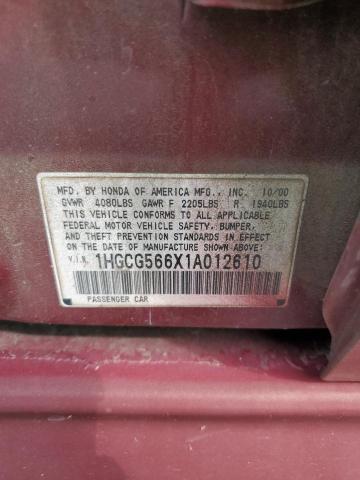 MFD. BY HONDA OF AMERICA MFG., INC. 10/00
GVWR 4080LBS GAWR F 2205LBS R 1940LBS
THIS VEHICLE CONFORMS TO ALL APPLICABLE
FEDERAL MOTOR VEHICLE SAFETY, BUMPER,
AND THEFT PREVENTION STANDARDS IN EFFECT
ON THE DATE OF MANUFACTURE SHOWN ABOVE.
V.I.N. 1HGCG566X1A012610
PASSENGER CAR